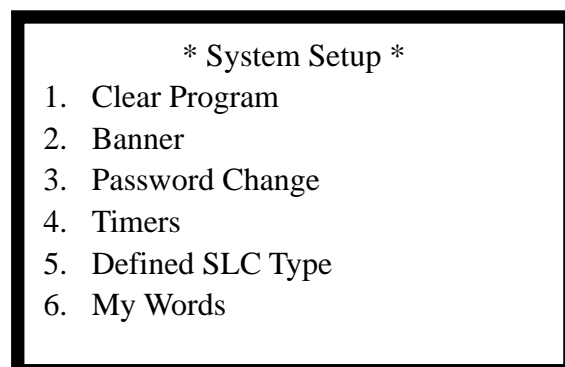 * System Setup *
1. Clear Program
2. Banner
3. Password Change
4. Timers
5. Defined SLC Type
6. My Words